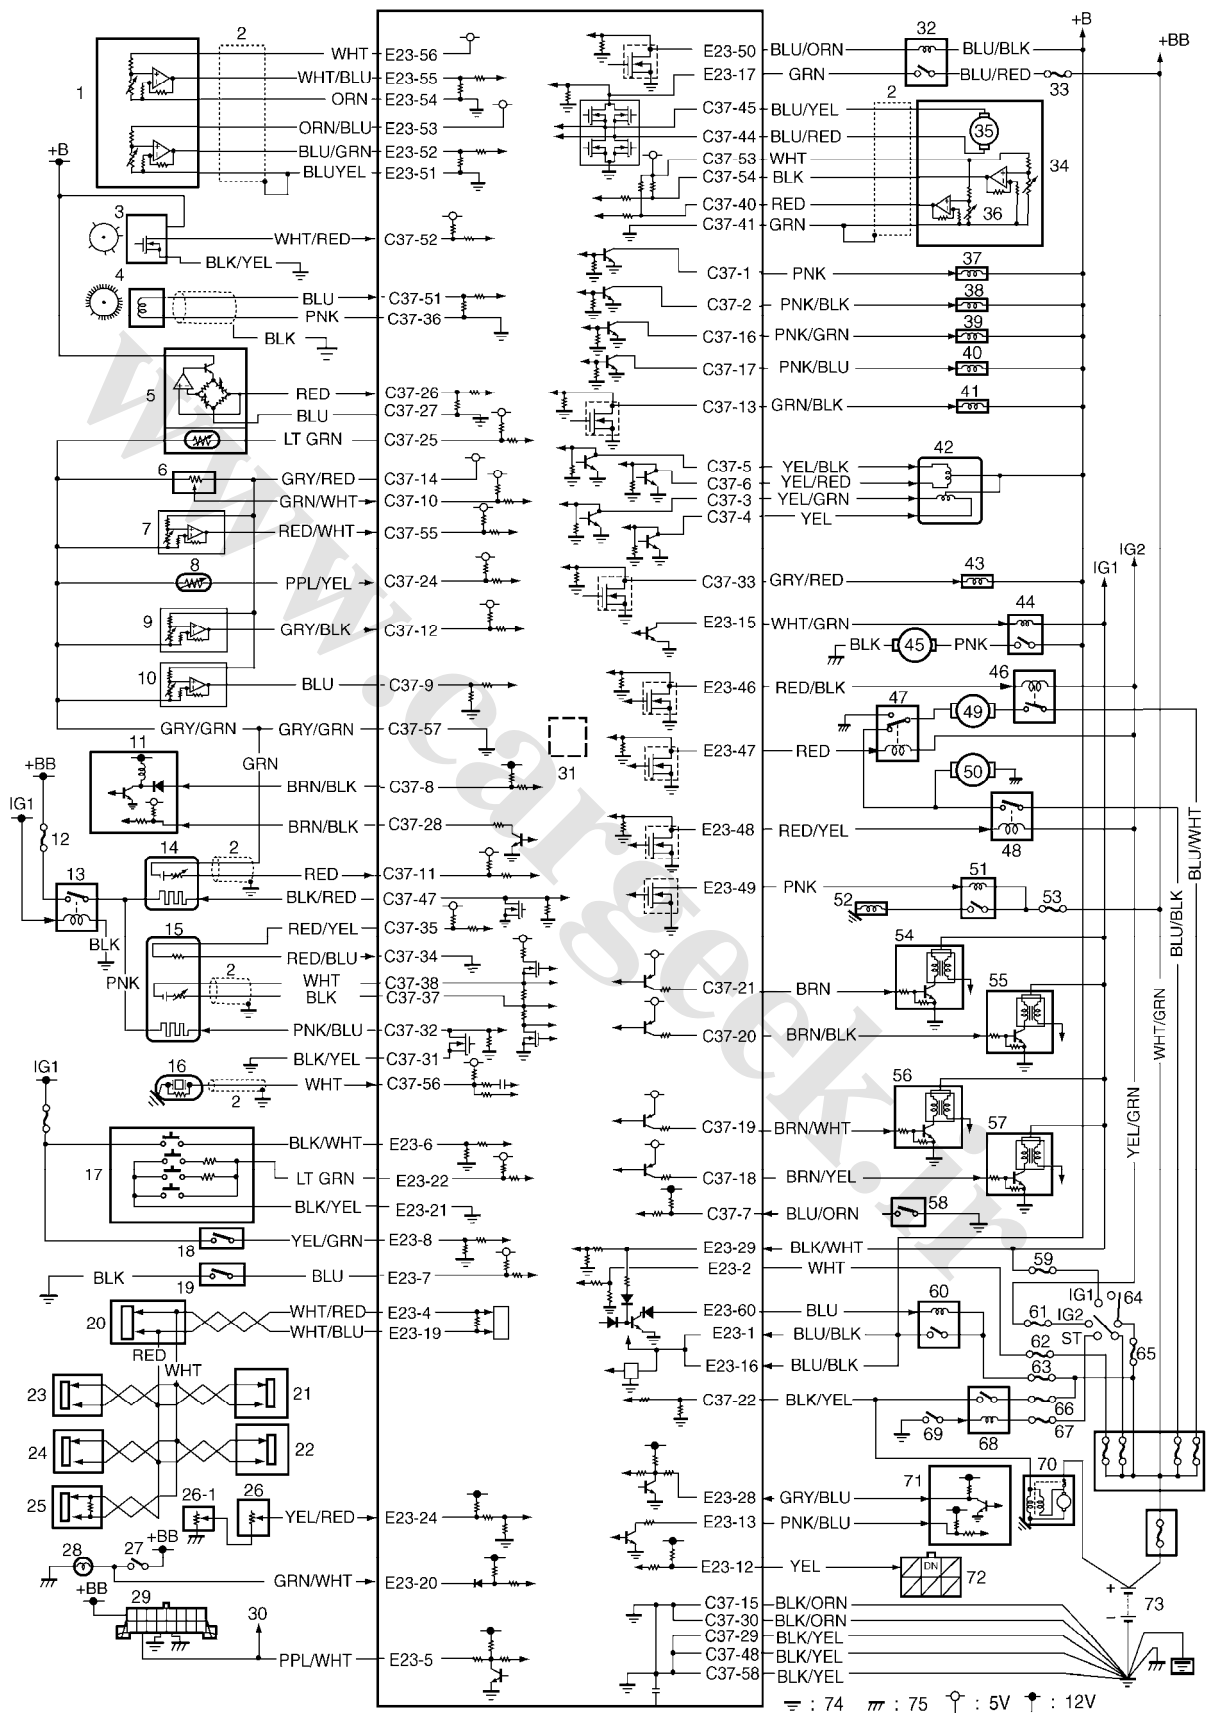 2
WHT E23-56
1
WHT/BLU E23-55
ORN E23-54
ORN/BLU E23-53
+B
BLU/GRN E23-52
BLUYEL E23-51
3
WHT/RED C37-52
BLK/YEL
4
BLU C37-51
PNK C37-36
BLK
5
RED C37-26
BLU C37-27
LT GRN C37-25
6
GRY/RED C37-14
GRN/WHT C37-10
7
RED/WHT C37-55
8
PPL/YEL C37-24
9
GRY/BLK C37-12
10
BLU C37-9
GRY/GRN GRY/GRN C37-57
11
GRN
+BB
BRN/BLK C37-8
IG1
12
BRN/BLK C37-28
14
2
13
RED C37-11
BLK/RED C37-47
BLK
15
RED/YEL C37-35
RED/BLU C37-34
PNK
2
WHT C37-38
BLK C37-37
PNK/BLU C37-32
BLK/YEL C37-31
IG1
16
WHT C37-56
2
BLK/WHT E23-6
17
LT GRN E23-22
BLK/YEL E23-21
18
YEL/GRN E23-8
BLK
19
BLU E23-7
20
WHT/RED E23-4
WHT/BLU E23-19
RED
WHT
23
21
24
22
25
26-1
26
YEL/RED E23-24
28
27
+BB
GRN/WHT E23-20
+BB
29
30
PPL/WHT E23-5
31
+B
+BB
32
E23-50 BLU/ORN
BLU/BLK
E23-17 GRN
BLU/RED
33
2
C37-45 BLU/YEL
35
C37-44 BLU/RED
C37-53 WHT
34
C37-54 BLK
C37-40 RED
36
C37-41 GRN
37
C37-1 PNK
38
C37-2 PNK/BLK
39
C37-16 PNK/GRN
40
C37-17 PNK/BLU
41
C37-13 GRN/BLK
42
C37-5 YEL/BLK
C37-6 YEL/RED
C37-3 YEL/GRN
C37-4 YEL
IG2
IG1
43
C37-33 GRY/RED
44
E23-15 WHT/GRN
BLK
45
PNK
46
E23-46 RED/BLK
47
49
E23-47 RED
50
E23-48 RED/YEL
48
BLU/WHT
51
E23-49 PNK
52
53
BLU/BLK
54
C37-21 BRN
55
C37-20 BRN/BLK
WHT/GRN
56
C37-19 BRN/WHT
57
YEL/GRN
C37-18 BRN/YEL
58
C37-7 BLU/ORN
E23-29 BLK/WHT
59
E23-2 WHT
60
IG1
64
E23-60 BLU
61
IG2
E23-1 BLU/BLK
62
ST
65
E23-16 BLU/BLK
63
C37-22 BLK/YEL
66
69
68
67
70
71
E23-28 GRY/BLU
E23-13 PNK/BLU
E23-12 YEL
DN
72
+
73
−
C37-15 BLK/ORN
C37-30 BLK/ORN
C37-29 BLK/YEL
C37-48 BLK/YEL
C37-58 BLK/YEL
: 74
: 75
: 5V
: 12V
www.cargeek.ir